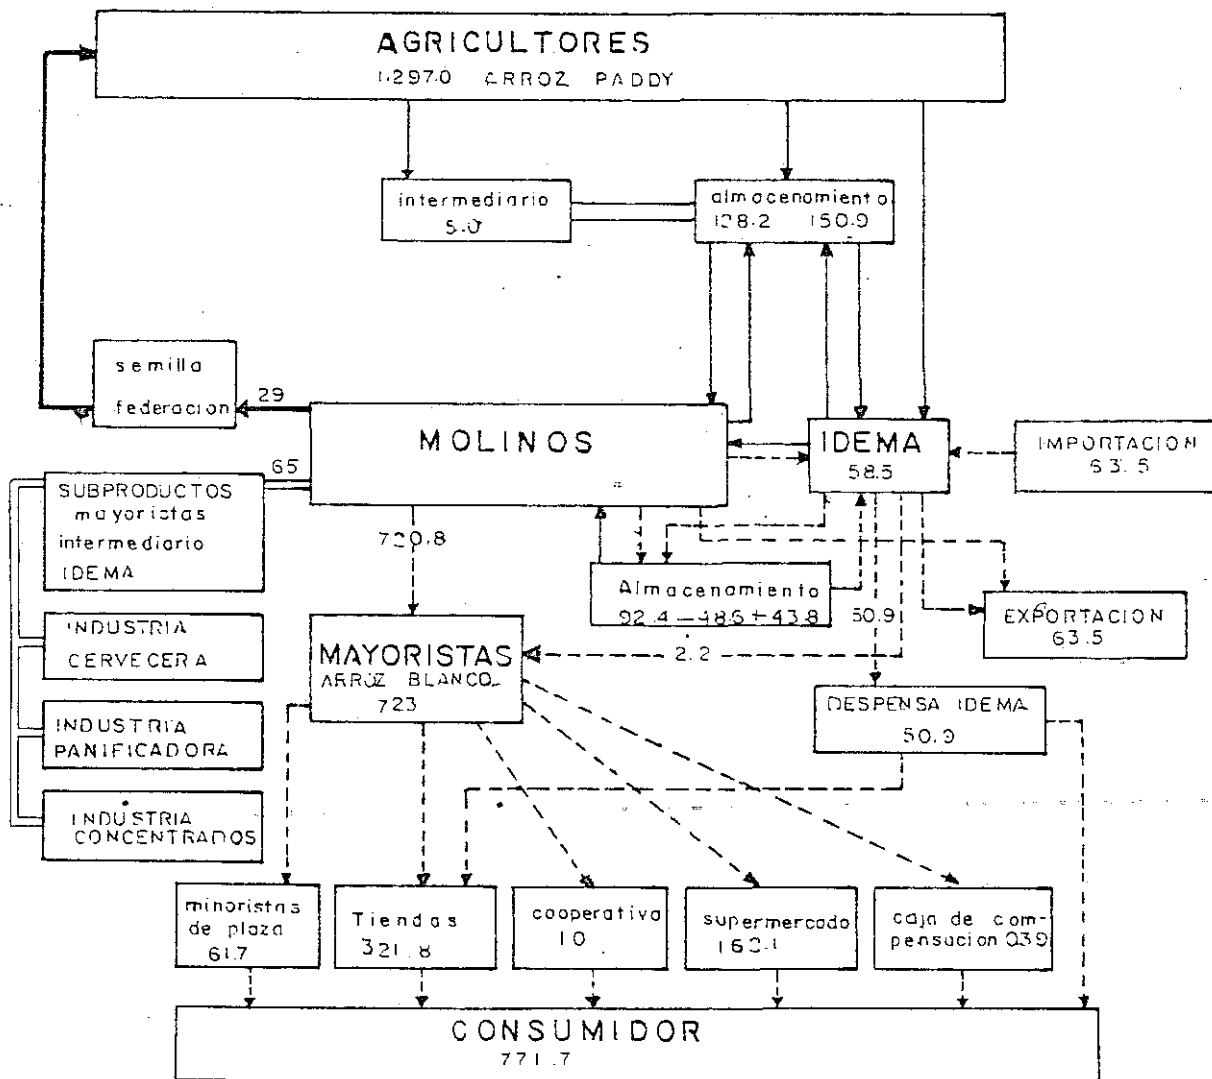 AGRICULTORES
1.297.0 ARROZ PADDY
intermediario
5.0
almacenamiento
128.2 150.9
semilla
federación
29
MOLINOS
IDEMA
58.5
IMPORTACION
63.5
65
SUBPRODUCTOS
mayoristas
intermediario
IDEMA
720.8
Almacenamiento
92.4-48.6+43.8
50.9
EXPORTACION
63.5
INDUSTRIA
CERVECERA
MAYORISTAS
ARROZ BLANCO
723
2.2
DESPENSA IDEMA
50.9
INDUSTRIA
PANIFICADORA
INDUSTRIA
CONCENTRADOS
minoristas
de plaza
61.7
Tiendas
321.8
cooperativa
10
supermercado
caja de com-
pensacion
CONSUMIDOR
771.7